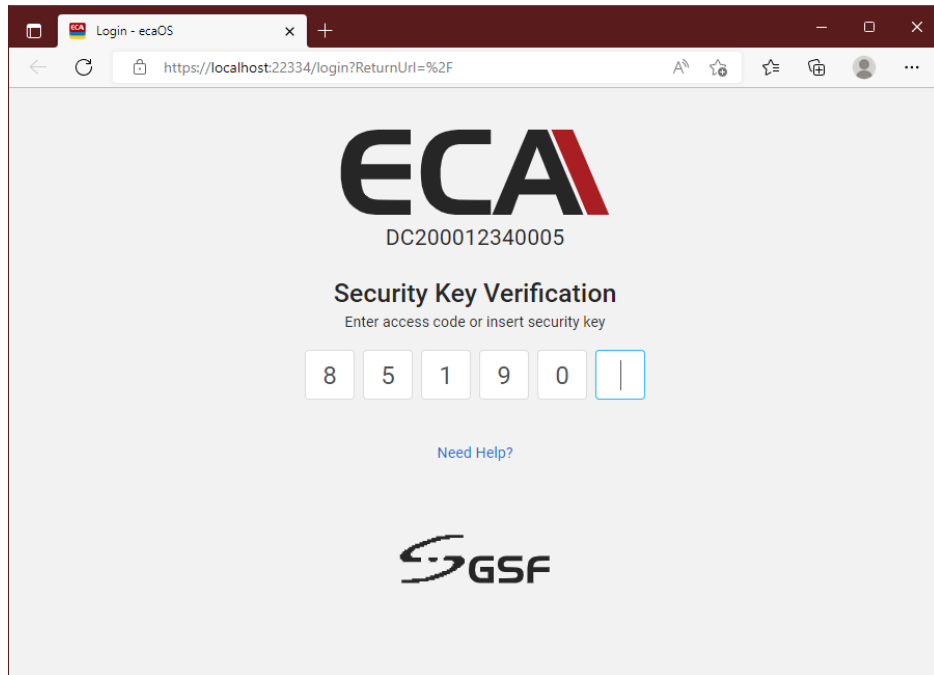 ECA Login - ecaOS
https://localhost:22334/login?ReturnUrl=%2F
ECA
DC200012340005
Security Key Verification
Enter access code or insert security key
8 5 1 9 0
Need Help?
GSF